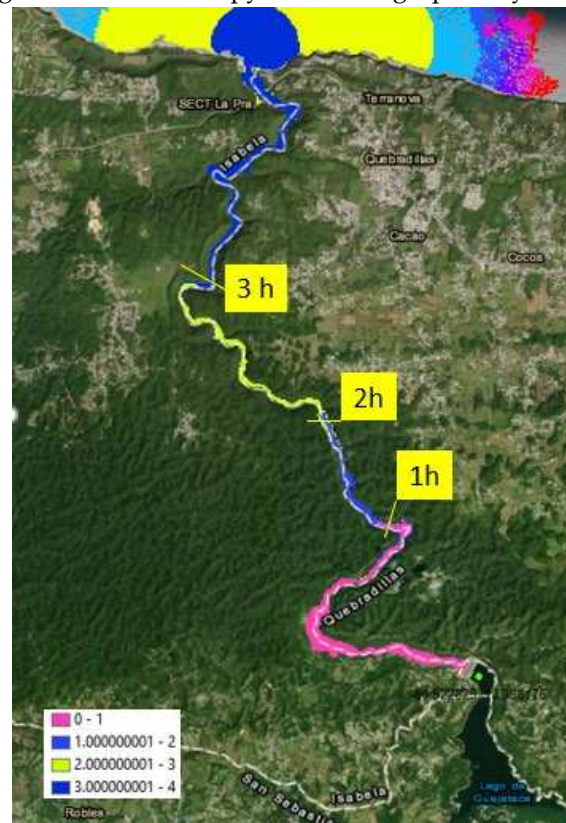 SECT La Pra
Terranova
Isabela
Quebradillas
Cacao
Cocos
3 h
2h
1h
Quebradillas
0 - 1
1.000000001 - 2
2.000000001 - 3
3.000000001 - 4
Isabela
San Sebastiá
Lago de
Guajataca
Robles